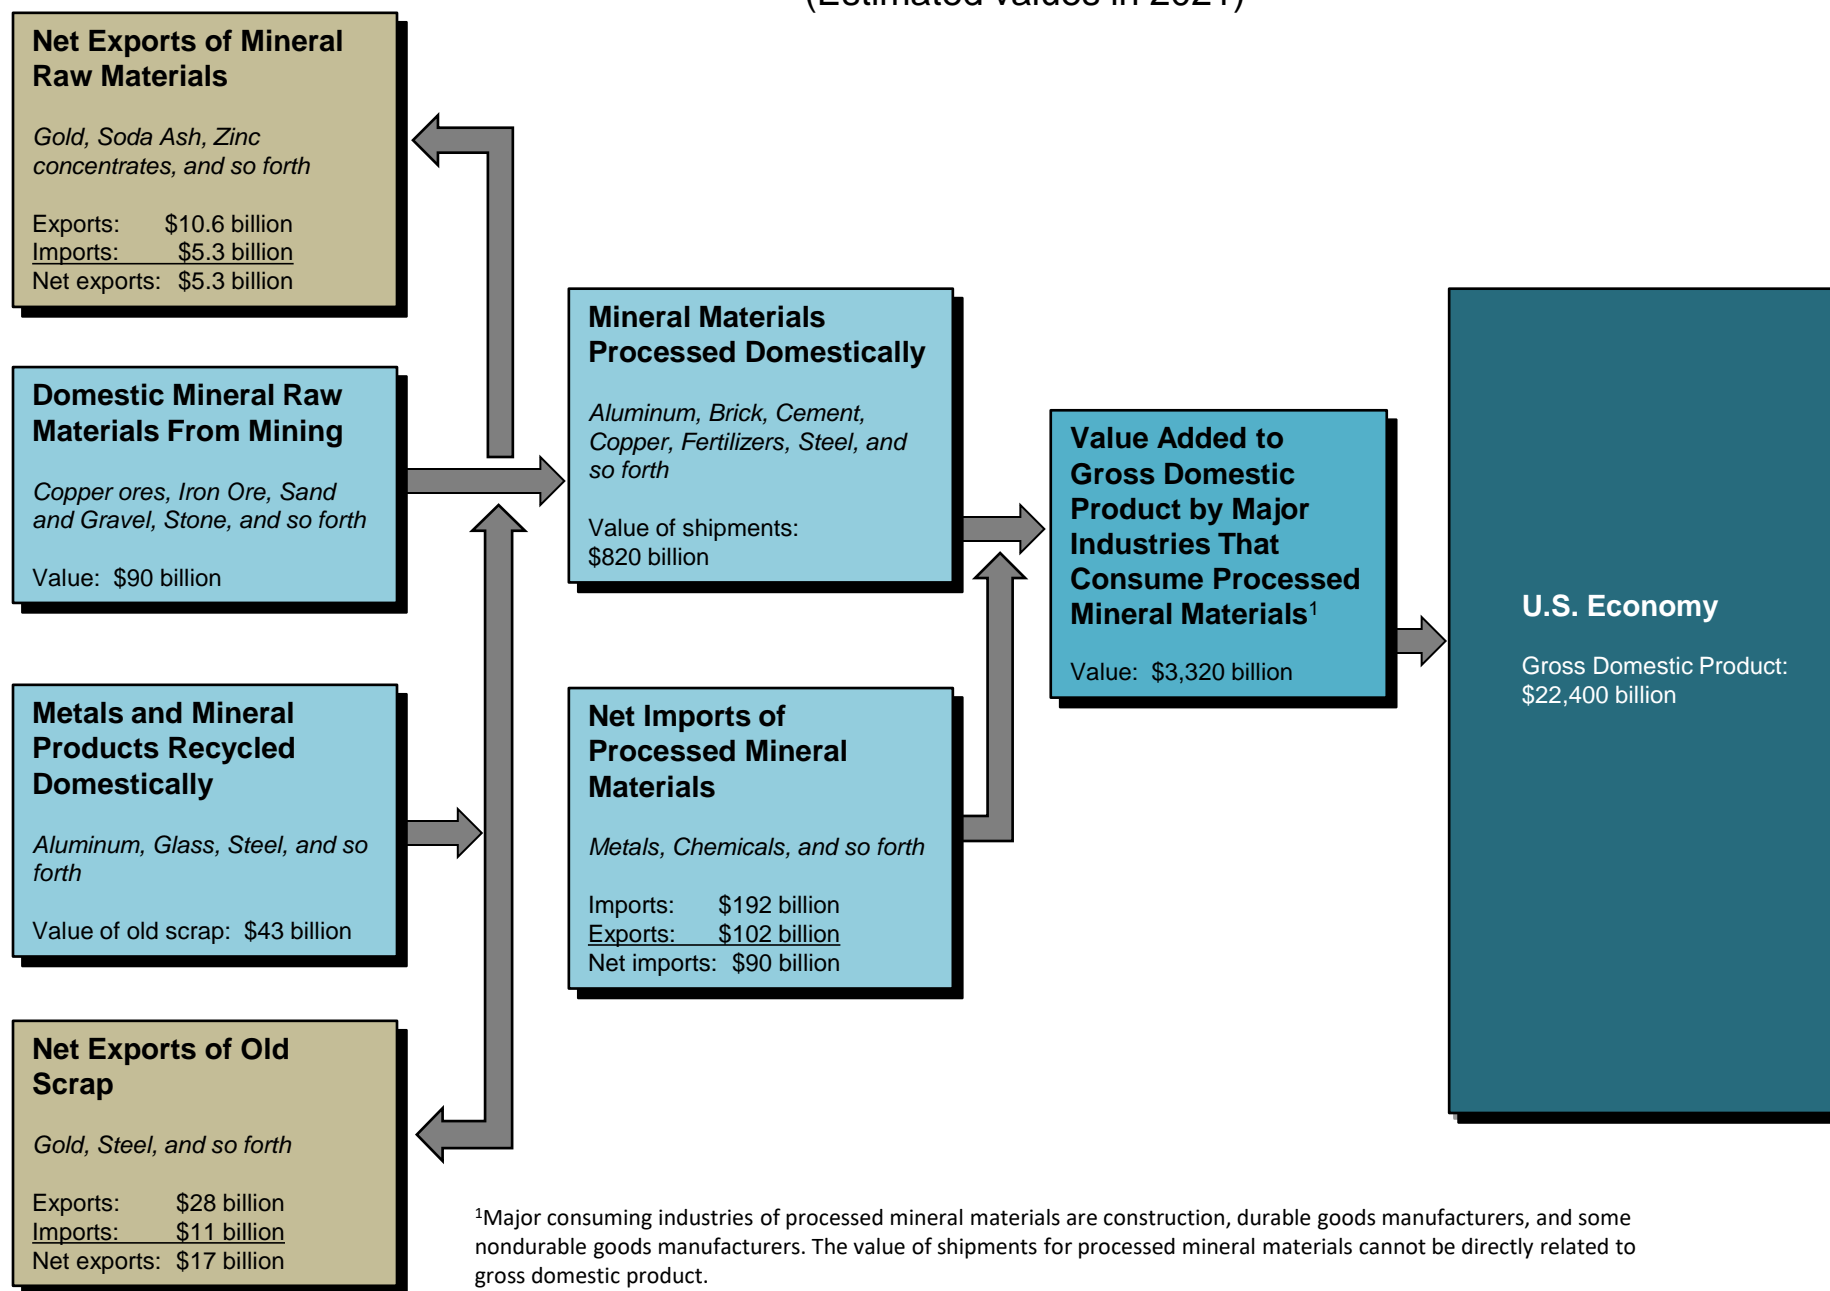 (Estimated values in 2021)
Net Exports of Mineral
Raw Materials
Gold, Soda Ash, Zinc
concentrates, and so forth
Exports: $10.6 billion
Imports: $5.3 billion
Net exports: $5.3 billion
Domestic Mineral Raw
Materials From Mining
Copper ores, Iron Ore, Sand
and Gravel, Stone, and so forth
Value: $90 billion
Metals and Mineral
Products Recycled
Domestically
Aluminum, Glass, Steel, and so
forth
Value of old scrap: $43 billion
Net Exports of Old
Scrap
Gold, Steel, and so forth
Exports: $28 billion
Imports: $11 billion
Net exports: $17 billion
Mineral Materials
Processed Domestically
Aluminum, Brick, Cement,
Copper, Fertilizers, Steel, and
so forth
Value of shipments:
$820 billion
Net Imports of
Processed Mineral
Materials
Metals, Chemicals, and so forth
Imports: $192 billion
Exports: $102 billion
Net imports: $90 billion
Value Added to
Gross Domestic
Product by Major
Industries That
Consume Processed
Mineral Materials¹
Value: $3,320 billion
U.S. Economy
Gross Domestic Product:
$22,400 billion
¹Major consuming industries of processed mineral materials are construction, durable goods manufacturers, and some
nondurable goods manufacturers. The value of shipments for processed mineral materials cannot be directly related to
gross domestic product.